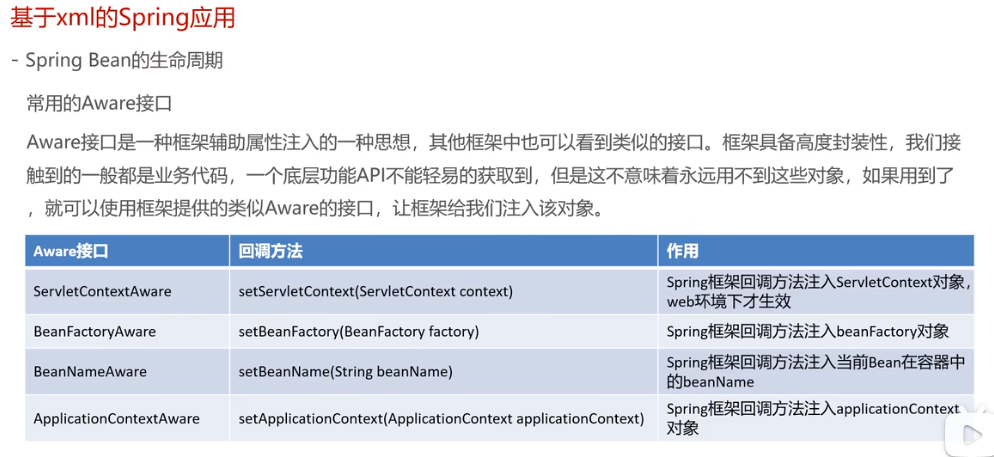 基于xml的Spring应用
- Spring Bean的生命周期
常用的Aware接口
Aware接口是一种框架辅助属性注入的一种思想，其他框架中也可以看到类似的接口。框架具备高度封装性，我们接
触到的一般都是业务代码，一个底层功能API不能轻易的获取到，但是这不意味着永远用不到这些对象，如果用到了
，就可以使用框架提供的类似Aware的接口，让框架给我们注入该对象。
Aware接口 回调方法 作用
ServletContextAware setServletContext(ServletContext context) Spring框架回调方法注入ServletContext对象，
web环境下才生效
BeanFactoryAware setBeanFactory(BeanFactory factory) Spring框架回调方法注入beanFactory对象
BeanNameAware setBeanName(String beanName) Spring框架回调方法注入当前Bean在容器中
的beanName
ApplicationContextAware setApplicationContext(ApplicationContext applicationContext) Spring框架回调方法注入applicationContext
对象